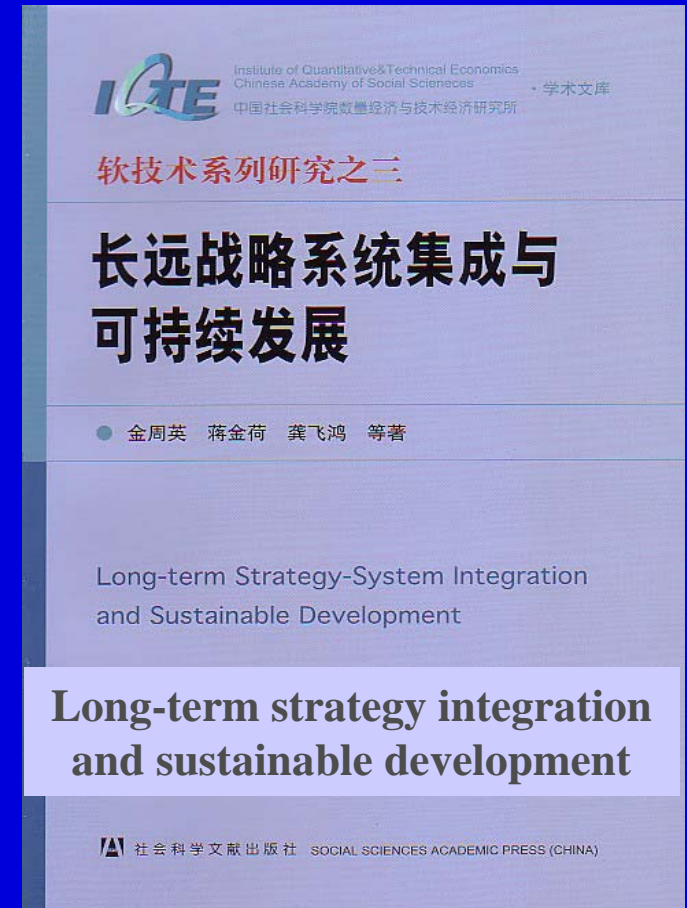 IQTE
Institute of Quantitative&Technical Economics
Chinese Academy of Social Scieneces
中国社会科学院数量经济与技术经济研究所
·学术文库
软技术系列研究之三
长远战略系统集成与
可持续发展
金周英 蒋金荷 龚飞鸿 等著
Long-term Strategy-System Integration
and Sustainable Development
Long-term strategy integration
and sustainable development
社会科学文献出版社 SOCIAL SCIENCES ACADEMIC PRESS (CHINA)